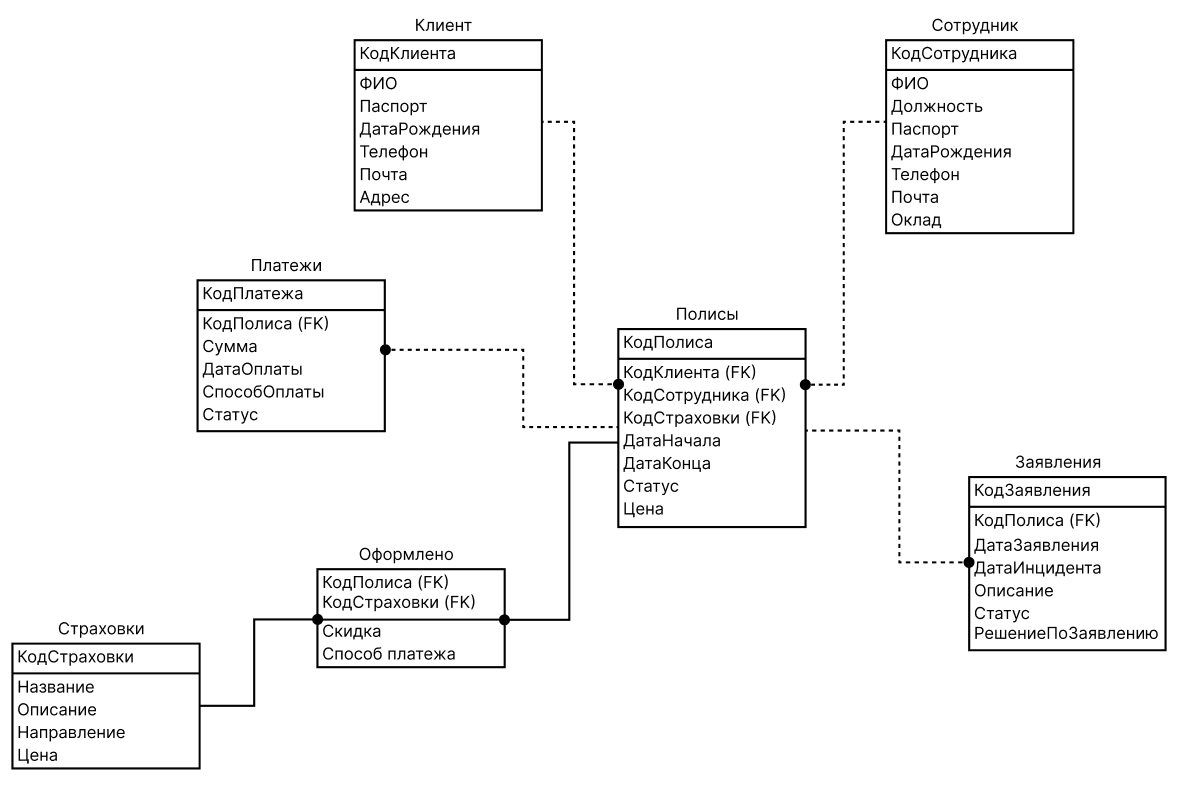 Клиент
КодКлиента
ФИО
Паспорт
ДатаРождения
Телефон
Почта
Адрес
Сотрудник
КодСотрудника
ФИО
Должность
Паспорт
ДатаРождения
Телефон
Почта
Оклад
Платежи
КодПлатежа
КодПолиса (FK)
Сумма
ДатаОплаты
СпособОплаты
Статус
Полисы
КодПолиса
КодКлиента (FK)
КодСотрудника (FK)
КодСтраховки (FK)
ДатаНачала
ДатаКонца
Статус
Цена
Заявления
КодЗаявления
КодПолиса (FK)
ДатаЗаявления
ДатаИнцидента
Описание
Статус
РешениеПоЗаявлению
Оформлено
КодПолиса (FK)
КодСтраховки (FK)
Скидка
Способ платежа
Страховки
КодСтраховки
Название
Описание
Направление
Цена